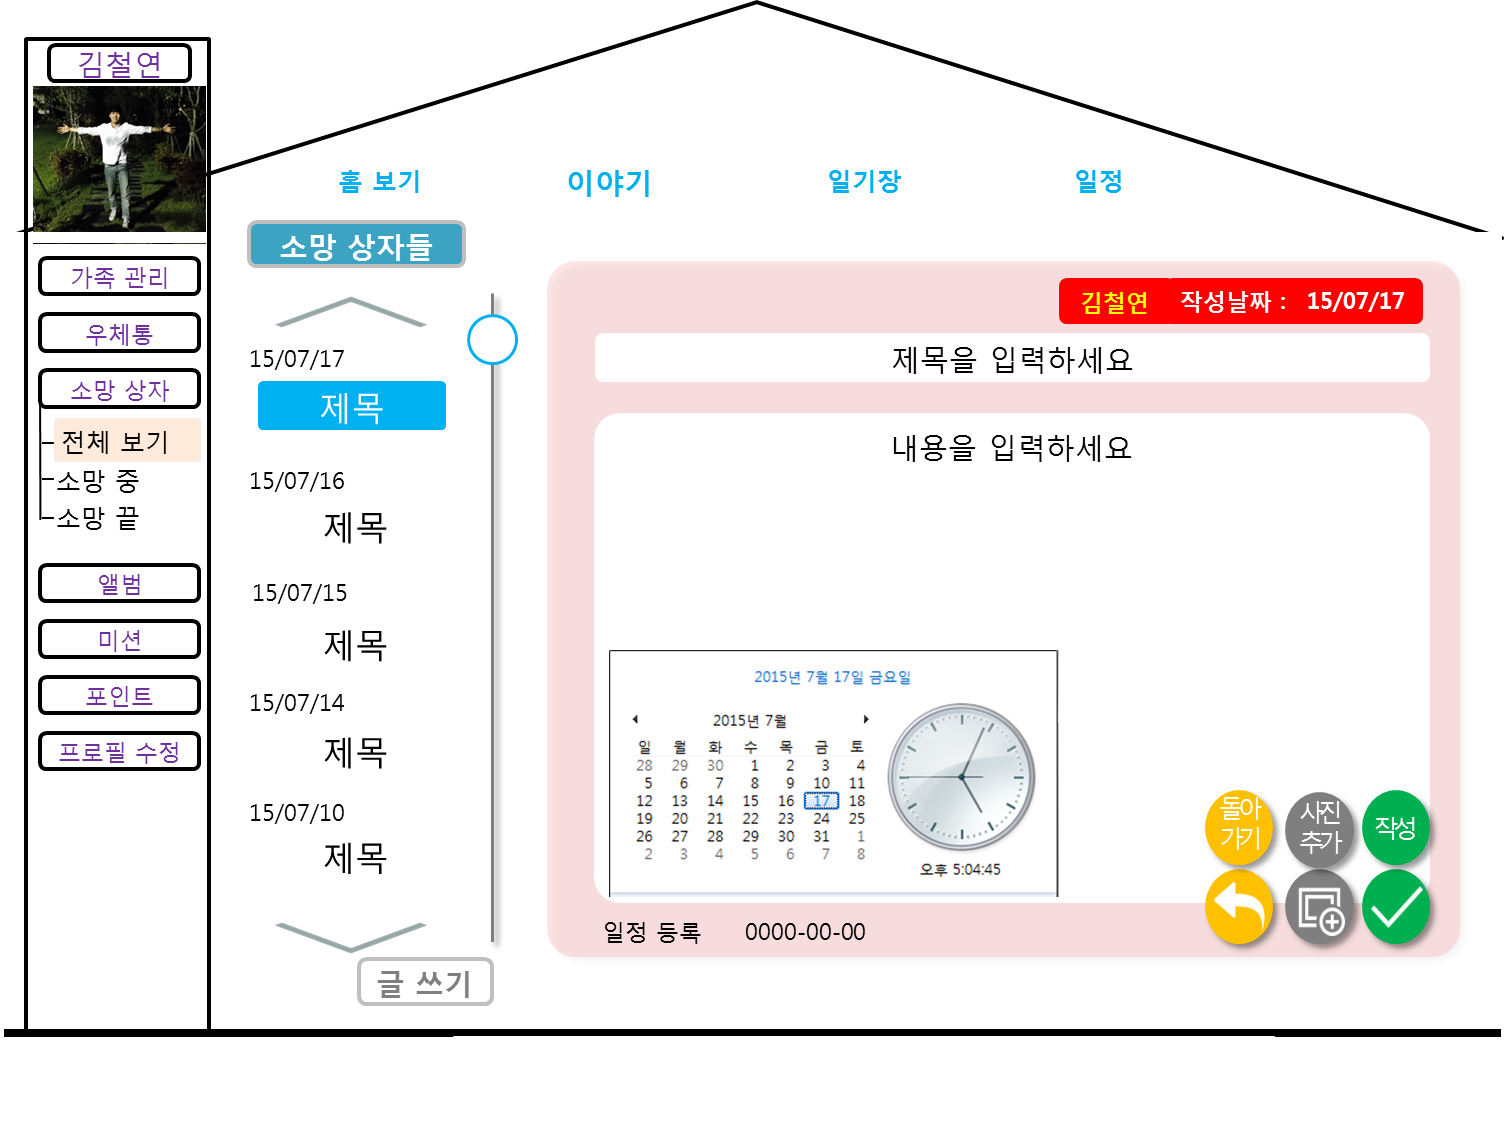 김철연
가족 관리
우체통
소망 상자
전체 보기
소망 중
소망 끝
앨범
미션
포인트
프로필 수정
홈 보기 이야기 일기장 일정
소망 상자들
15/07/17
제목
15/07/16
제목
15/07/15
제목
15/07/14
제목
15/07/10
제목
글 쓰기
김철연 작성날짜 : 15/07/17
제목을 입력하세요
내용을 입력하세요
2015년 7월 17일 금요일
2015년 7월
일 월 화 수 목 금 토
28 29 30 1 2 3 4
5 6 7 8 9 10 11
12 13 14 15 16 17 18
19 20 21 22 23 24 25
26 27 28 29 30 31 1
2 3 4 5 6 7 8
오후 5:04:45
일정 등록 0000-00-00
돌아
가기
사진
추가
작성